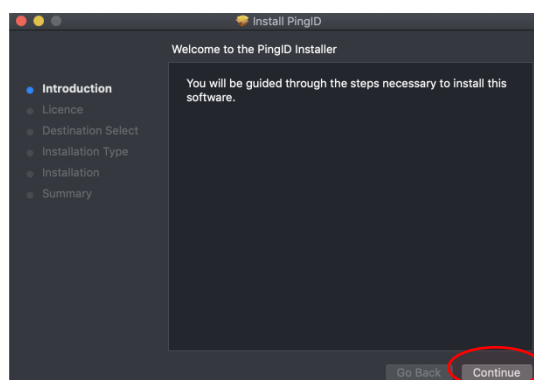 Install PingID
Welcome to the PingID Installer
Introduction
Licence
Destination Select
Installation Type
Installation
Summary
You will be guided through the steps necessary to install this
software.
Go Back
Continue